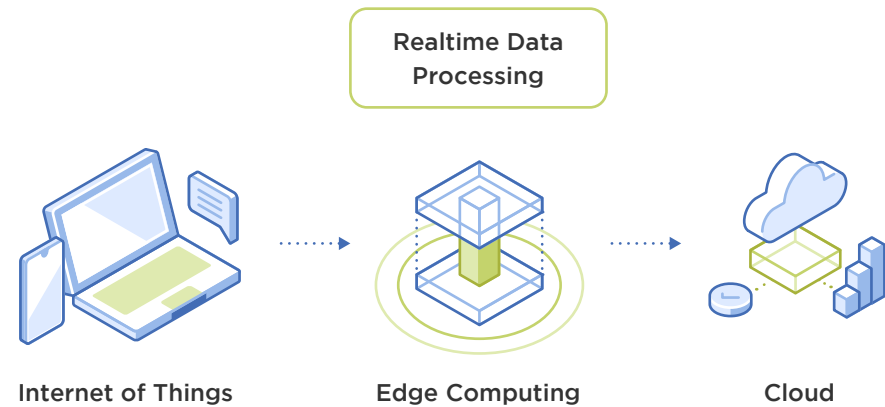 Realtime Data
Processing
Internet of Things
Edge Computing
Cloud